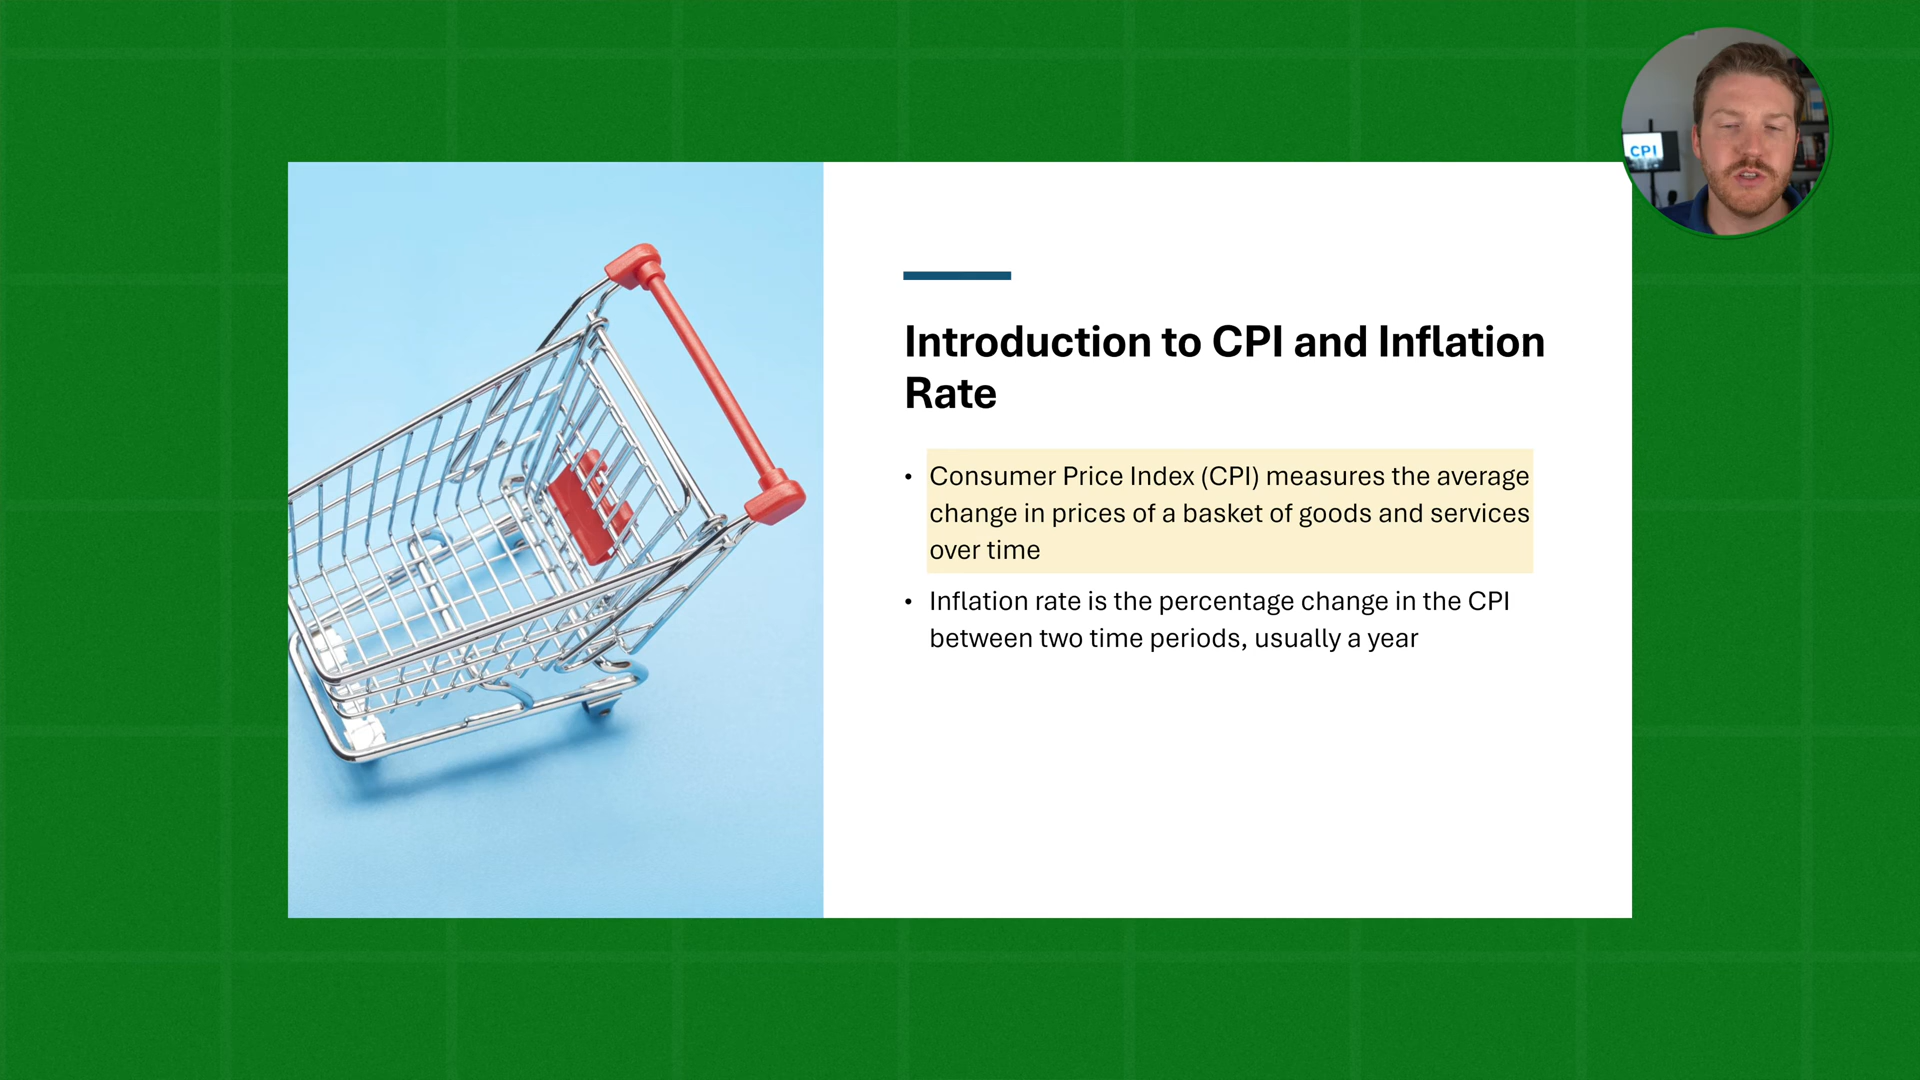 CPI
Introduction to CPI and Inflation
Rate
• Consumer Price Index (CPI) measures the average
change in prices of a basket of goods and services
over time
• Inflation rate is the percentage change in the CPI
between two time periods, usually a year